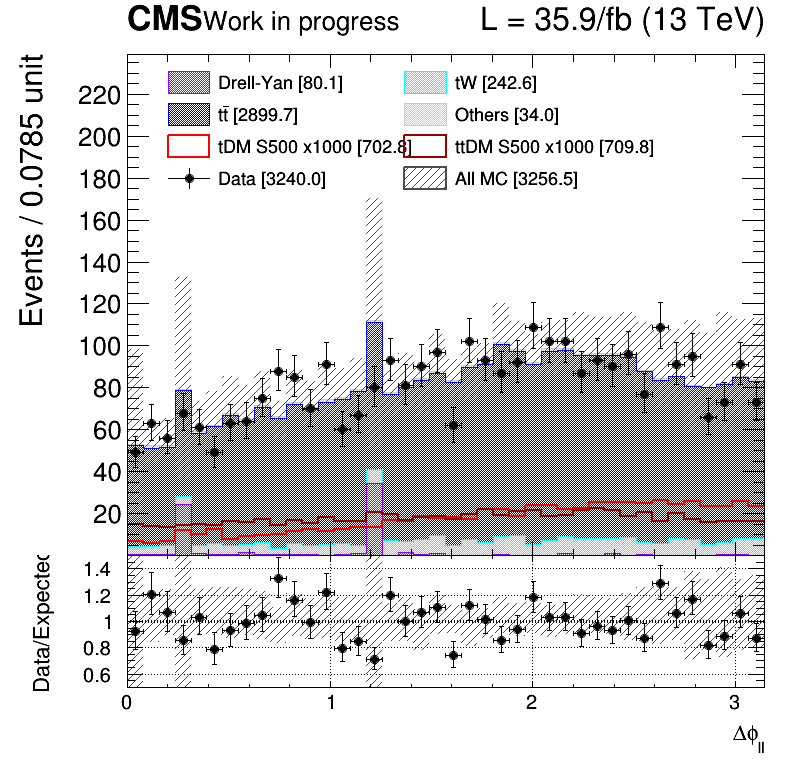 CMS Work in progress L = 35.9/fb (13 TeV)
Events / 0.0785 unit
Drell-Yan [80.1] tW [242.6]
tt̄ [2899.7] Others [34.0]
tDM S500 x1000 [702.8] ttDM S500 x1000 [709.8]
Data [3240.0] All MC [3256.5]
220
200
180
160
140
120
100
80
60
40
20
Data/Expected
1.4
1.2
1
0.8
0.6
0 1 2 3
Δϕll